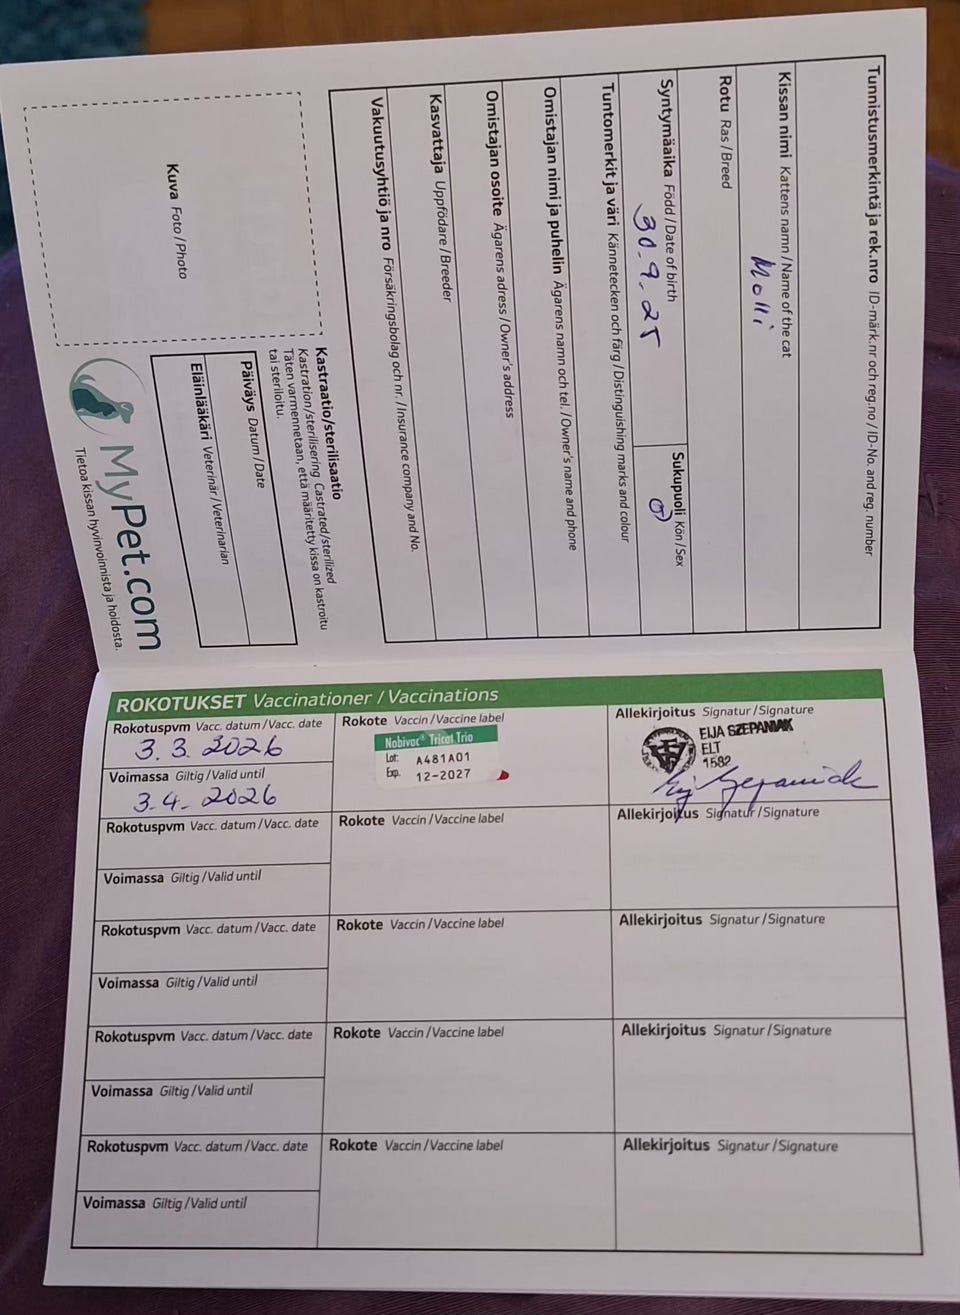 Tunnistusmerkintä ja rek.nro ID-märk.nr och reg.no / ID-No. and reg. number
Kissan nimi Kattens namn / Name of the cat
Molli
Rotu Ras / Breed
Syntymäaika Född / Date of birth
30.9.25
Sukupuoli Kön / Sex
Tuntomerkit ja väri Kännetecken och färg / Distinguishing marks and colour
Omistajan nimi ja puhelin Ägarens namn och tel. / Owner's name and phone
Omistajan osoite Ägarens adress / Owner's address
Kasvattaja Uppfödare / Breeder
Vakuutusyhtiö ja nro Försäkringsbolag och nr. / Insurance company and No.
Kuva Foto / Photo
Kastraatio/sterilisaatio
Kastration/sterilisering Castrated/sterilized
Täten varmennetaan, että määritetty kissa on kastroitu
tai steriloitu.
Päiväys Datum / Date
Eläinlääkäri Veterinär / Veterinarian
MyPet.com
Tietoa kissan hyvinvoinnista ja hoidosta.
ROKOTUKSET Vaccinationer / Vaccinations
Rokotuspvm Vacc. datum / Vacc. date
3.3.2026
Voimassa Giltig / Valid until
3.4.2026
Rokote Vaccin / Vaccine label
Nobivac® Tricat Trio
Lot: A481A01
Exp. 12-2027
Allekirjoitus Signatur / Signature
EIJA SZEPANIAK
ELT
1582
Rokotuspvm Vacc. datum / Vacc. date
Voimassa Giltig / Valid until
Rokote Vaccin / Vaccine label
Allekirjoitus Signatur / Signature
Rokotuspvm Vacc. datum / Vacc. date
Voimassa Giltig / Valid until
Rokote Vaccin / Vaccine label
Allekirjoitus Signatur / Signature
Rokotuspvm Vacc. datum / Vacc. date
Voimassa Giltig / Valid until
Rokote Vaccin / Vaccine label
Allekirjoitus Signatur / Signature
Rokotuspvm Vacc. datum / Vacc. date
Voimassa Giltig / Valid until
Rokote Vaccin / Vaccine label
Allekirjoitus Signatur / Signature